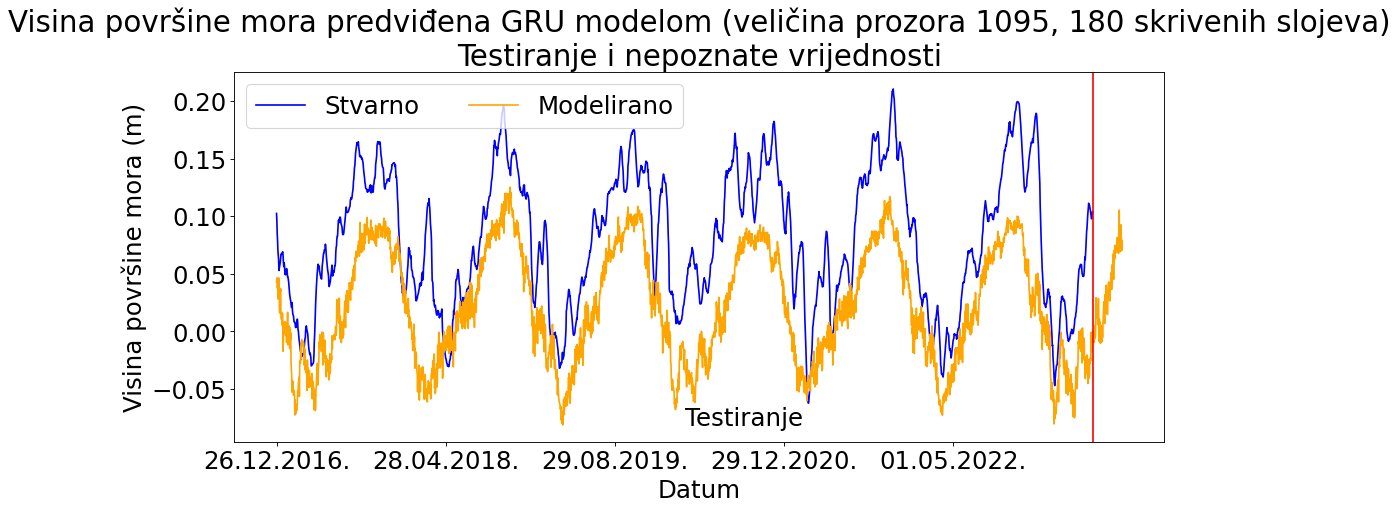 Visina površine mora predviđena GRU modelom (veličina prozora 1095, 180 skrivenih slojeva)
Testiranje i nepoznate vrijednosti
Stvarno Modelirano
Visina površine mora (m)
0.20
0.15
0.10
0.05
0.00
−0.05
Testiranje
26.12.2016. 28.04.2018. 29.08.2019. 29.12.2020. 01.05.2022.
Datum